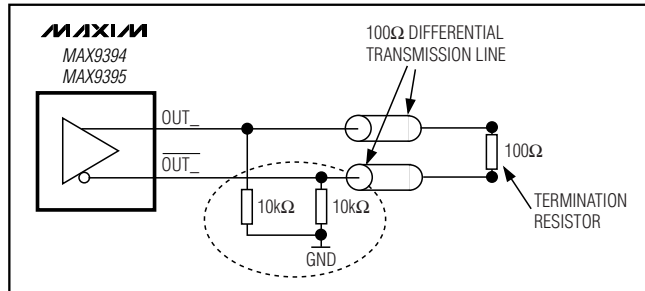 MAXIM
MAX9394
MAX9395
100Ω DIFFERENTIAL
TRANSMISSION LINE
OUT_
OUT_
100Ω
10kΩ
10kΩ
TERMINATION
RESISTOR
GND